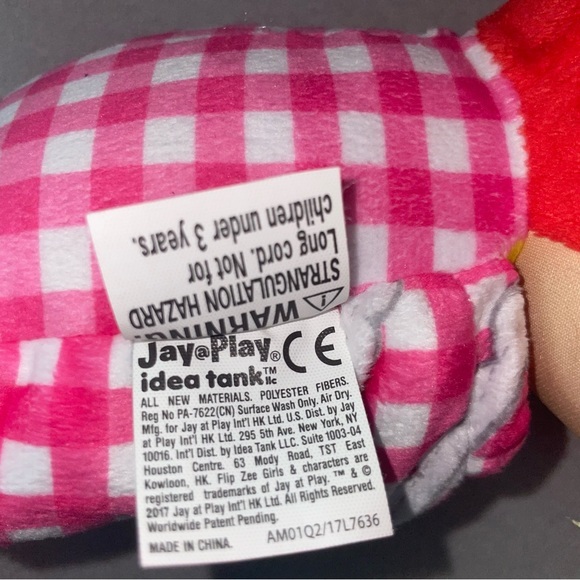 WARNING:
STRANGULATION HAZARD
Long cord. Not for
children under 3 years.
Jay@Play® CE
idea tank™ llc
ALL NEW MATERIALS. POLYESTER FIBERS.
Reg No PA-7622(CN) Surface Wash Only. Air Dry.
Mfg. for Jay at Play Int'l HK Ltd. U.S. Dist. by Jay
at Play Int'l HK Ltd. 295 5th Ave. New York, NY
10016. Int'l Dist. by Idea Tank LLC. Suite 1003-04
Houston Centre. 63 Mody Road, TST East
Kowloon, HK. Flip Zee Girls & characters are
registered trademarks of Jay at Play. ™ & ©
2017 Jay at Play Int'l HK Ltd. All Rights Reserved.
Worldwide Patent Pending.
AM01Q2/17L7636
MADE IN CHINA.